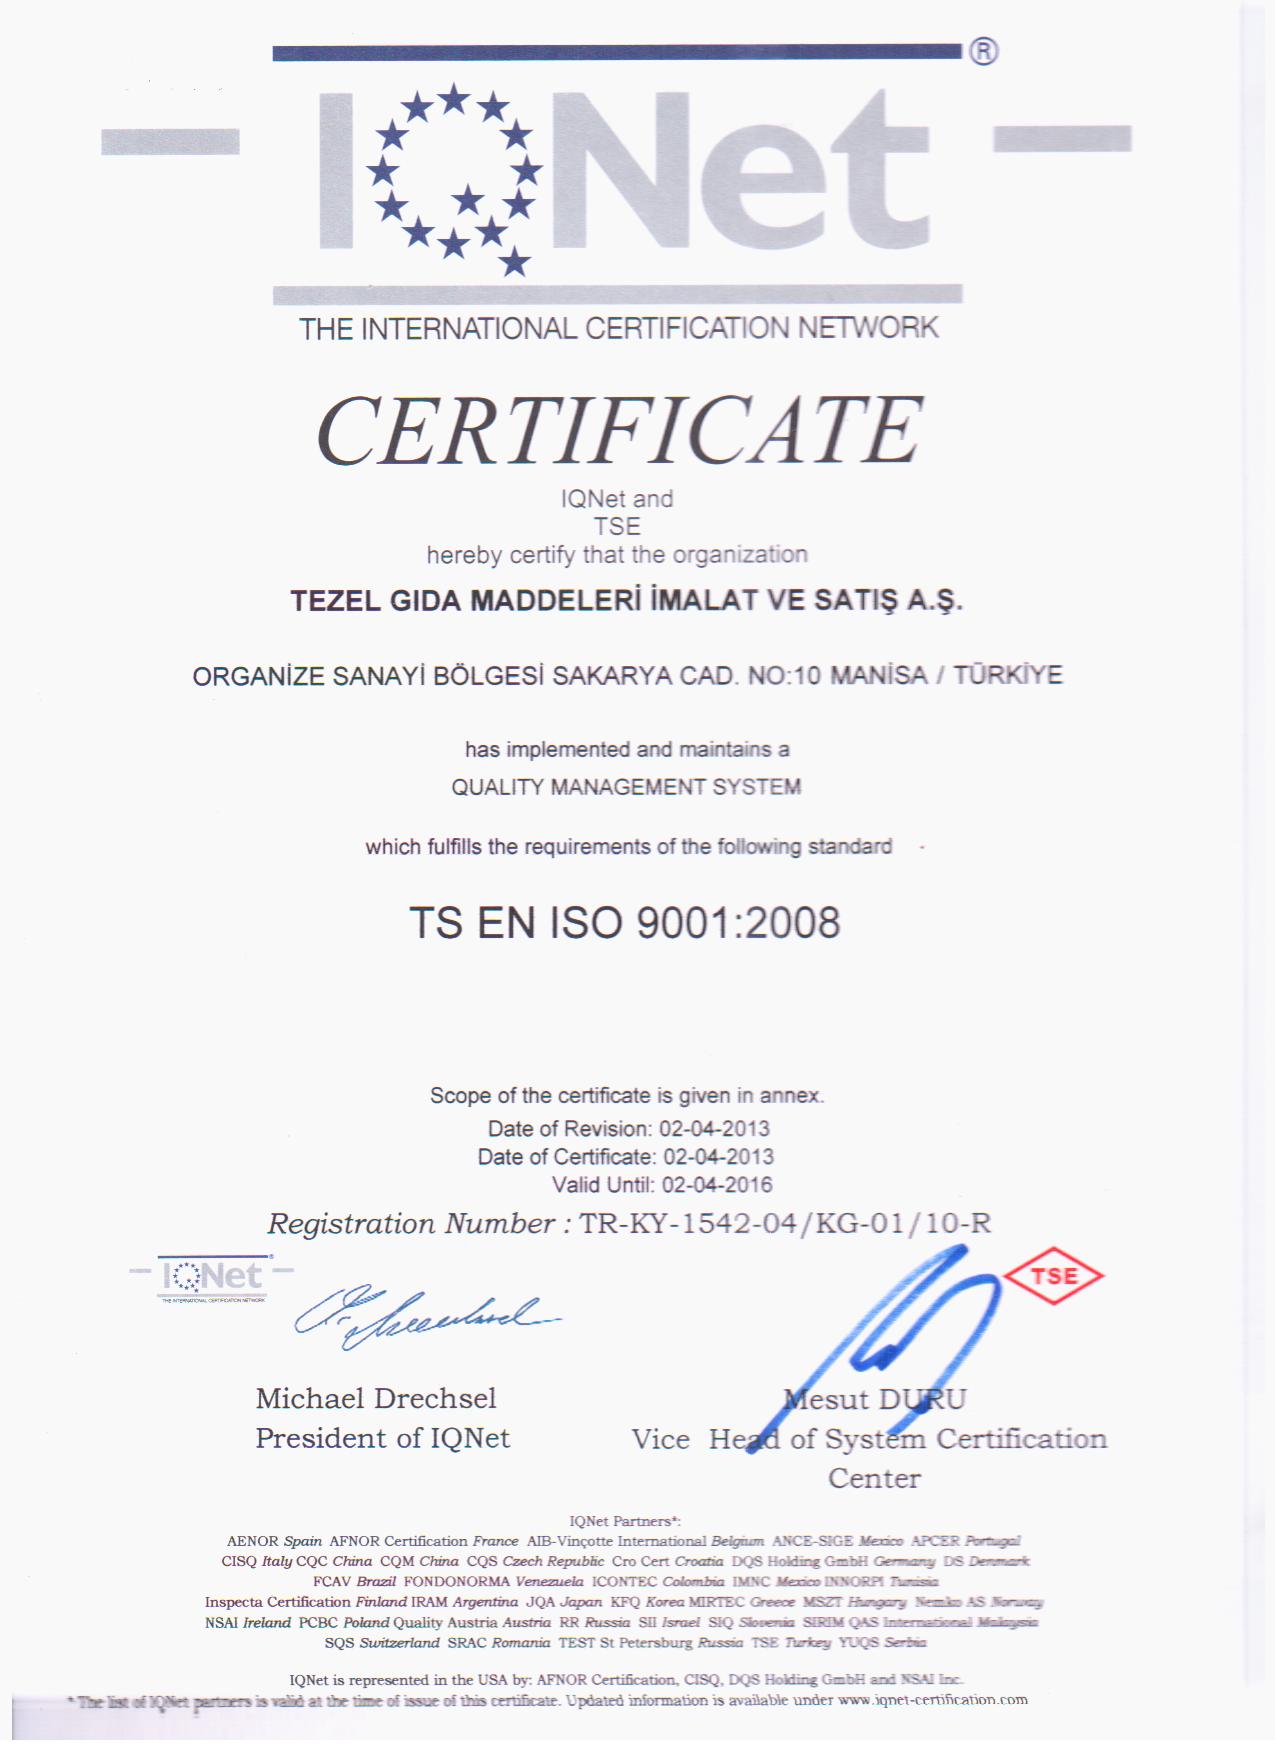 IQNet ®
THE INTERNATIONAL CERTIFICATION NETWORK
CERTIFICATE
IQNet and
TSE
hereby certify that the organization
TEZEL GIDA MADDELERİ İMALAT VE SATIŞ A.Ş.
ORGANİZE SANAYİ BÖLGESİ SAKARYA CAD. NO:10 MANİSA / TÜRKİYE
has implemented and maintains a
QUALITY MANAGEMENT SYSTEM
which fulfills the requirements of the following standard
TS EN ISO 9001:2008
Scope of the certificate is given in annex.
Date of Revision: 02-04-2013
Date of Certificate: 02-04-2013
Valid Until: 02-04-2016
Registration Number : TR-KY-1542-04/KG-01/10-R
IQNet ®
THE INTERNATIONAL CERTIFICATION NETWORK
TSE
Michael Drechsel
President of IQNet
Mesut DURU
Vice Head of System Certification
Center
IQNet Partners*:
AENOR Spain AFNOR Certification France AIB-Vinçotte International Belgium ANCE-SIGE Mexico APCER Portugal
CISQ Italy CQC China CQM China CQS Czech Republic Cro Cert Croatia DQS Holding GmbH Germany DS Denmark
FCAV Brazil FONDONORMA Venezuela ICONTEC Colombia IMNC Mexico INNORPI Tunisia
Inspecta Certification Finland IRAM Argentina JQA Japan KFQ Korea MIRTEC Greece MSZT Hungary Nemko AS Norway
NSAI Ireland PCBC Poland Quality Austria Austria RR Russia SII Israel SIQ Slovenia SIRIM QAS International Malaysia
SQS Switzerland SRAC Romania TEST St Petersburg Russia TSE Turkey YUQS Serbia
IQNet is represented in the USA by: AFNOR Certification, CISQ, DQS Holding GmbH and NSAI Inc.
* The list of IQNet partners is valid at the time of issue of this certificate. Updated information is available under www.iqnet-certification.com